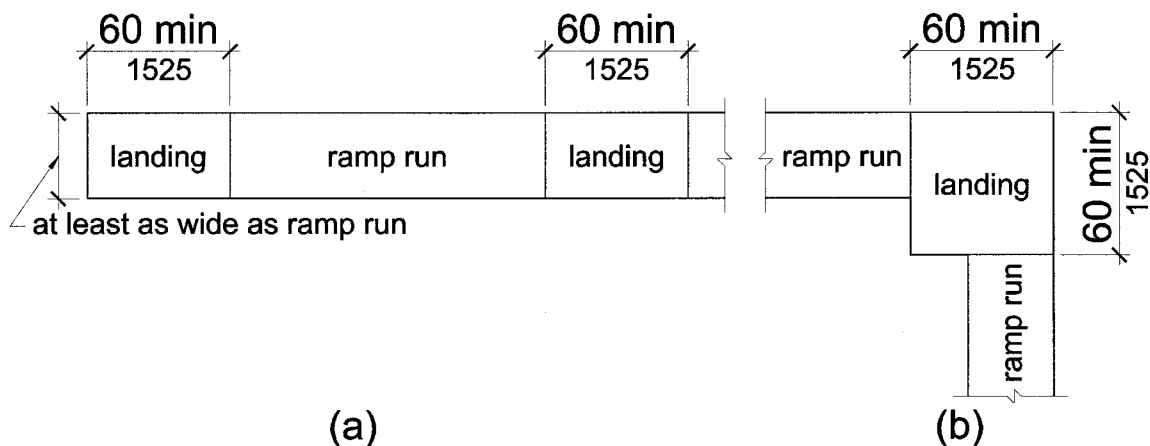 60 min
1525
60 min
1525
60 min
1525
landing
ramp run
landing
ramp run
landing
60 min
1525
at least as wide as ramp run
ramp run
(a)
(b)